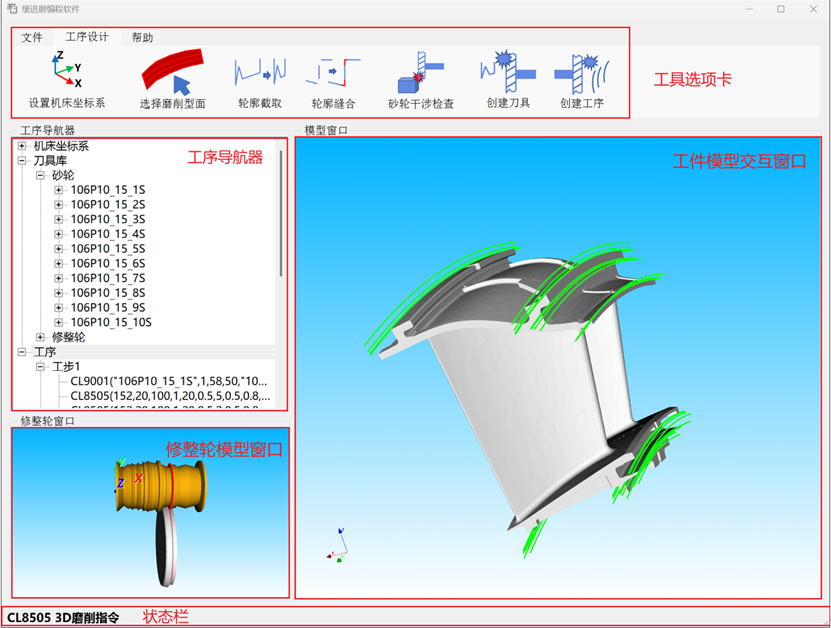 缓进磨编程软件
文件 工序设计 帮助
Z
Y
X
设置机床坐标系 选择磨削型面 轮廓截取 轮廓缝合 砂轮干涉检查 创建刀具 创建工序
工具选项卡
工序导航器
机床坐标系
刀具库
砂轮
106P10_15_1S
106P10_15_2S
106P10_15_3S
106P10_15_4S
106P10_15_5S
106P10_15_6S
106P10_15_7S
106P10_15_8S
106P10_15_9S
106P10_15_10S
修整轮
工序
工步1
CL9001("106P10_15_1S",1,58,50,"10...
CL8505(152,20,100,1,20,0.5,5,0.5,0.8,...
工序导航器
模型窗口
工件模型交互窗口
修整轮窗口
修整轮模型窗口
Y
Z
X
CL8505 3D磨削指令
状态栏